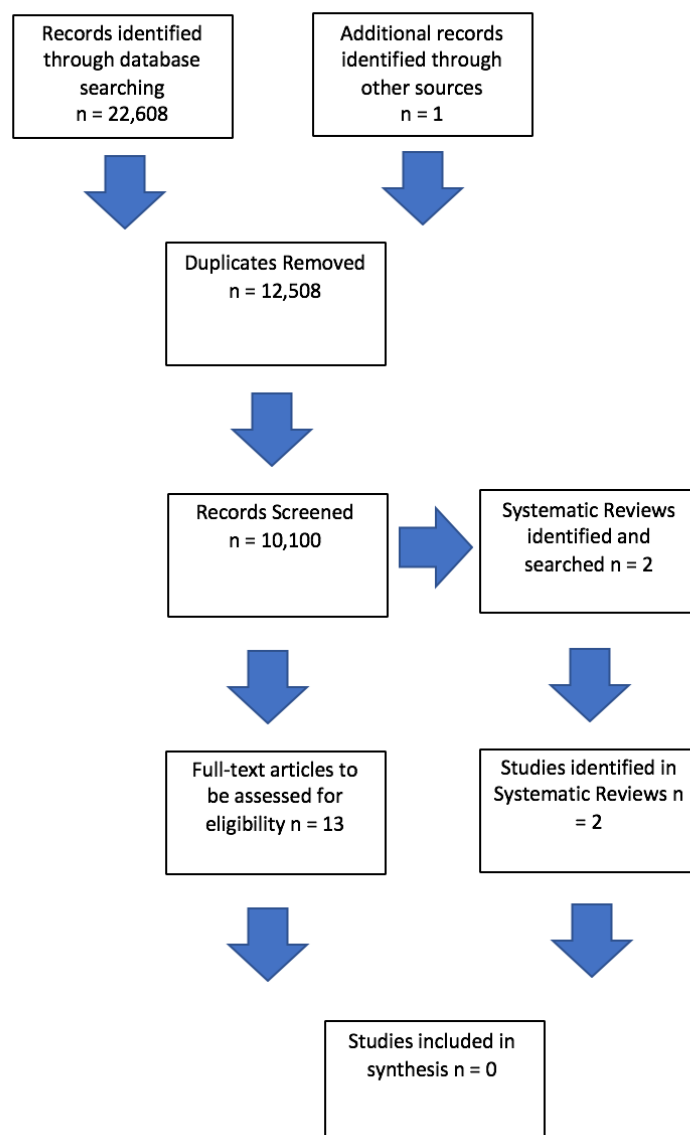 Records identified
through database
searching
n = 22,608
Additional records
identified through
other sources
n = 1
Duplicates Removed
n = 12,508
Records Screened
n = 10,100
Systematic Reviews
identified and
searched n = 2
Full-text articles to
be assessed for
eligibility n = 13
Studies identified in
Systematic Reviews n
= 2
Studies included in
synthesis n = 0